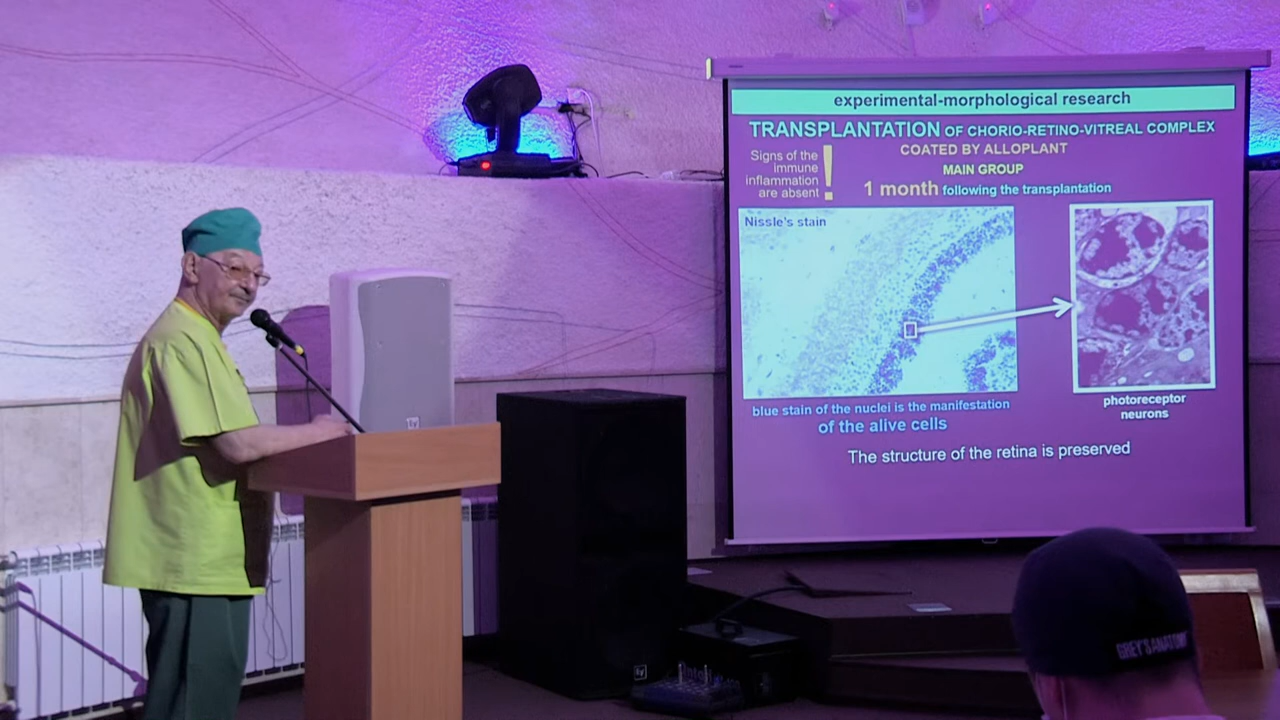 experimental-morphological research
TRANSPLANTATION OF CHORIO-RETINO-VITREAL COMPLEX
COATED BY ALLOPLANT
Signs of the
immune
inflammation
are absent
!
MAIN GROUP
1 month following the transplantation
Nissle's stain
blue stain of the nuclei is the manifestation
of the alive cells
photoreceptor
neurons
The structure of the retina is preserved
EV
EV
GREY'S ANATOMY